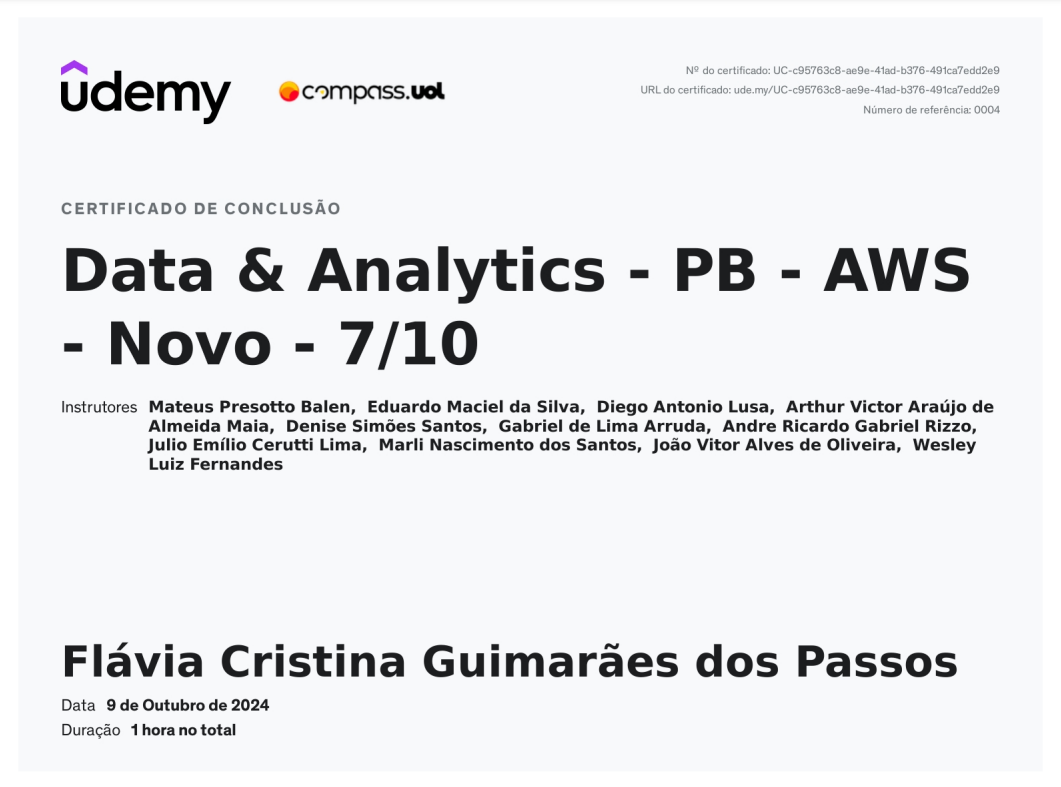 udemy
compass.uol
Nº do certificado: UC-c95763c8-ae9e-41ad-b376-491ca7edd2e9
URL do certificado: ude.my/UC-c95763c8-ae9e-41ad-b376-491ca7edd2e9
Número de referência: 0004
CERTIFICADO DE CONCLUSÃO
Data & Analytics - PB - AWS
- Novo - 7/10
Instrutores Mateus Presotto Balen, Eduardo Maciel da Silva, Diego Antonio Lusa, Arthur Victor Araújo de
Almeida Maia, Denise Simões Santos, Gabriel de Lima Arruda, Andre Ricardo Gabriel Rizzo,
Julio Emílio Cerutti Lima, Marli Nascimento dos Santos, João Vitor Alves de Oliveira, Wesley
Luiz Fernandes
Flávia Cristina Guimarães dos Passos
Data 9 de Outubro de 2024
Duração 1 hora no total